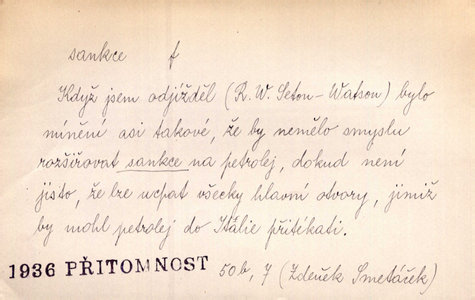 sankce f
Když jsem odjížděl (R. W. Seton-Watson) bylo
mínění asi takové, že by nemělo smyslu
rozšiřovat sankce na petrolej, dokud není
jisto, že lze ucpat všecky hlavní otvory, jimiž
by mohl petrolej do Itálie přitékati.
1936 PŘITOMNOST 50b, 7 (Zdeněk Smetáček)